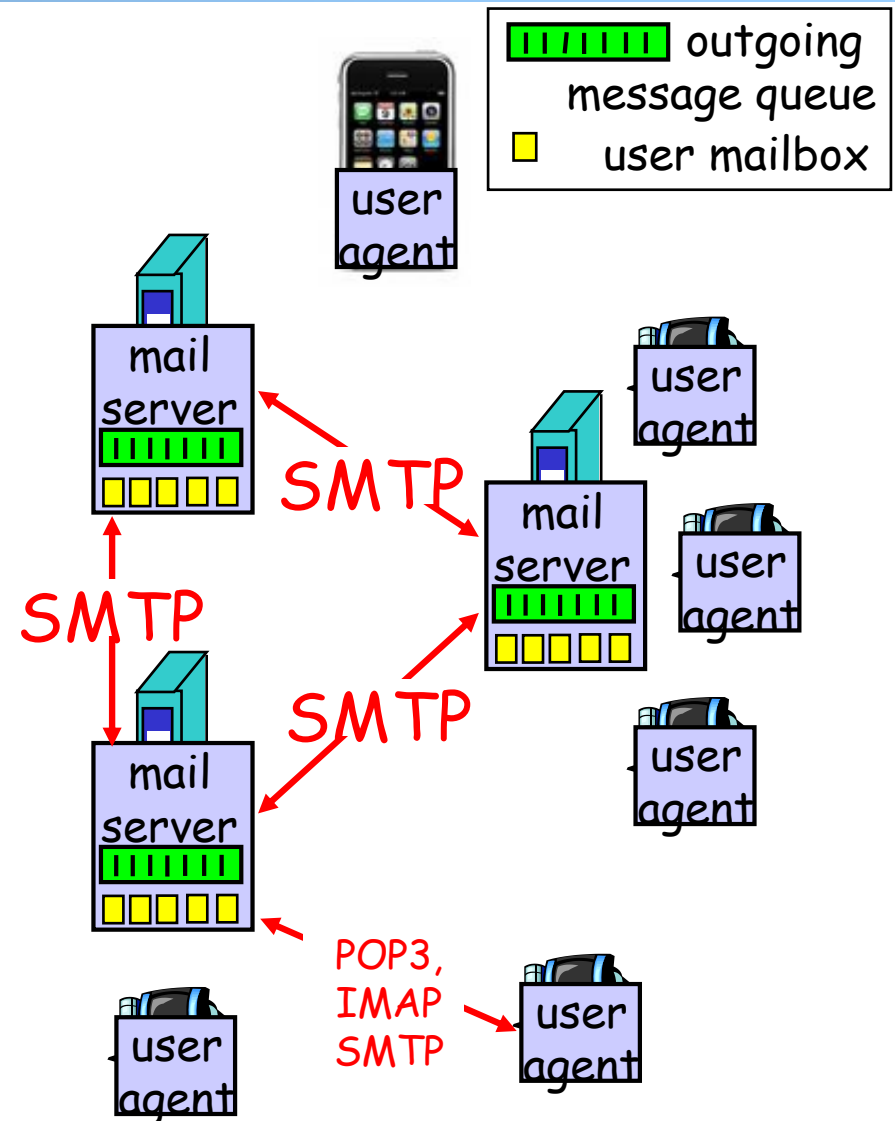 outgoing
message queue
user mailbox
user
agent
mail
server
user
agent
SMTP
mail
server
user
agent
SMTP
SMTP
mail
server
user
agent
POP3,
IMAP
SMTP
user
agent
user
agent